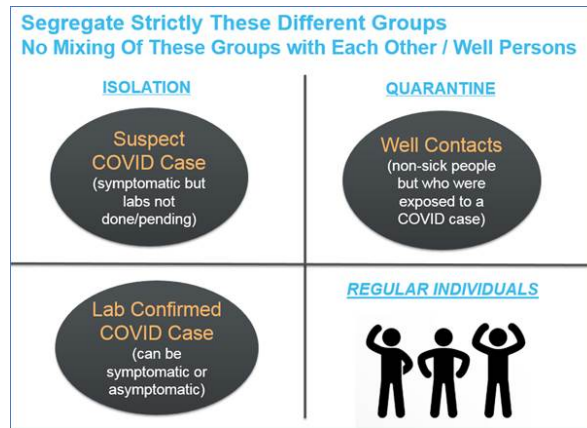 Segregate Strictly These Different Groups
No Mixing Of These Groups with Each Other / Well Persons
ISOLATION
Suspect
COVID Case
(symptomatic but
labs not
done/pending)
QUARANTINE
Well Contacts
(non-sick people
but who were
exposed to a
COVID case)
Lab Confirmed
COVID Case
(can be
symptomatic or
asymptomatic)
REGULAR INDIVIDUALS